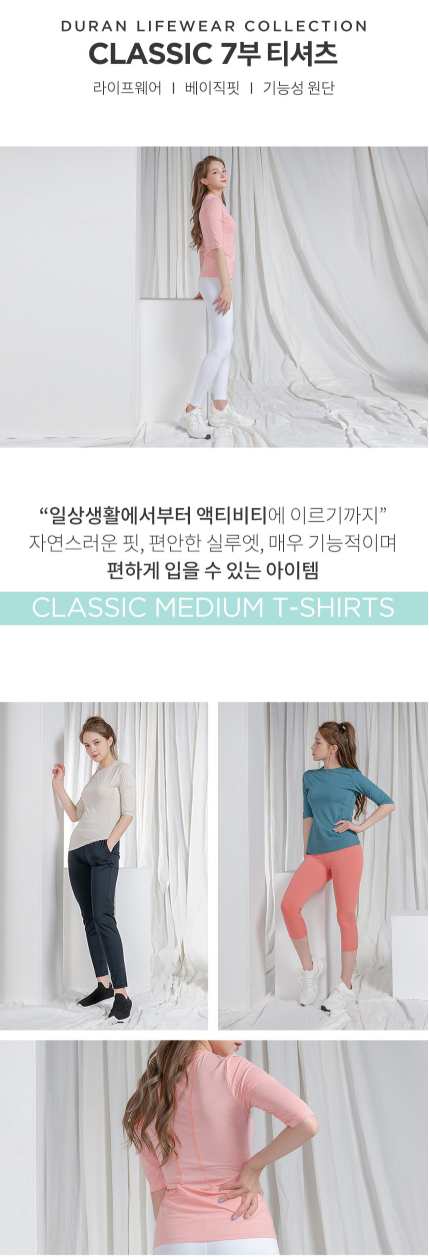 DURAN LIFEWEAR COLLECTION
CLASSIC 7부 티셔츠
라이프웨어 I 베이직핏 I 기능성 원단
“일상생활에서부터 액티비티에 이르기까지”
자연스러운 핏, 편안한 실루엣, 매우 기능적이며
편하게 입을 수 있는 아이템
CLASSIC MEDIUM T-SHIRTS